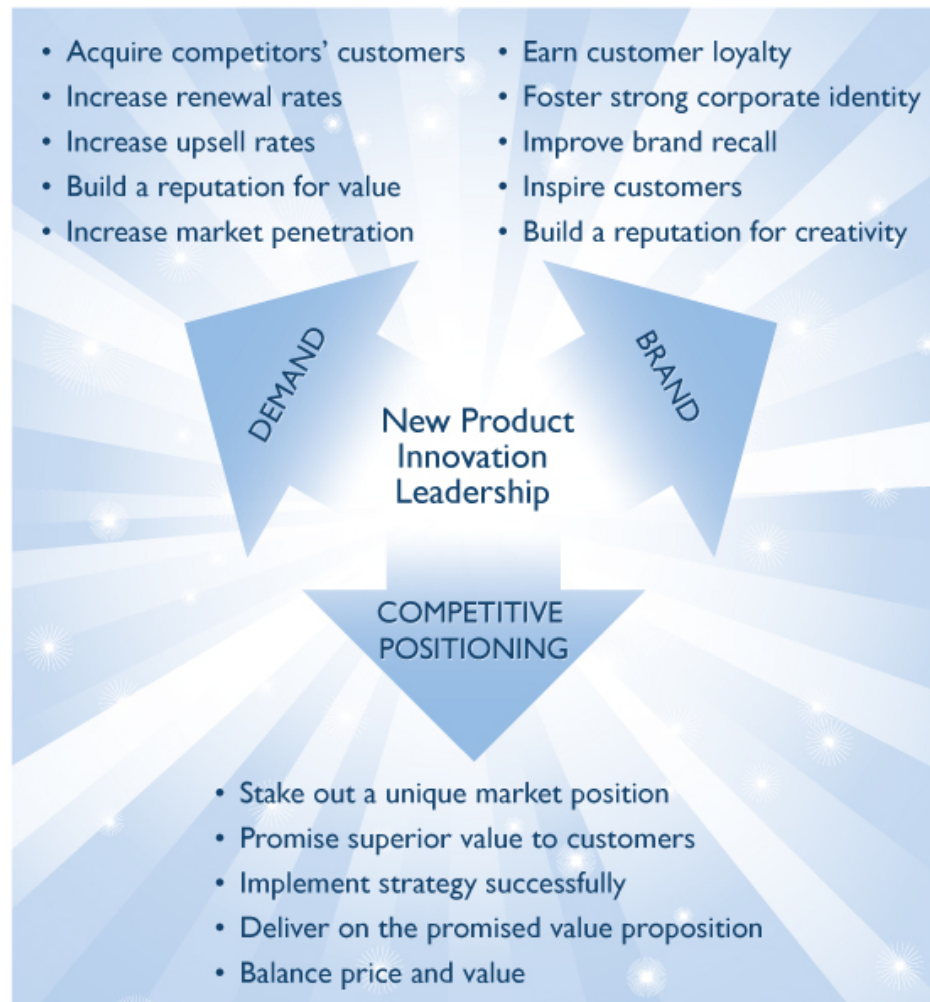 • Acquire competitors’ customers
• Increase renewal rates
• Increase upsell rates
• Build a reputation for value
• Increase market penetration
• Earn customer loyalty
• Foster strong corporate identity
• Improve brand recall
• Inspire customers
• Build a reputation for creativity
DEMAND
BRAND
New Product
Innovation
Leadership
COMPETITIVE
POSITIONING
• Stake out a unique market position
• Promise superior value to customers
• Implement strategy successfully
• Deliver on the promised value proposition
• Balance price and value